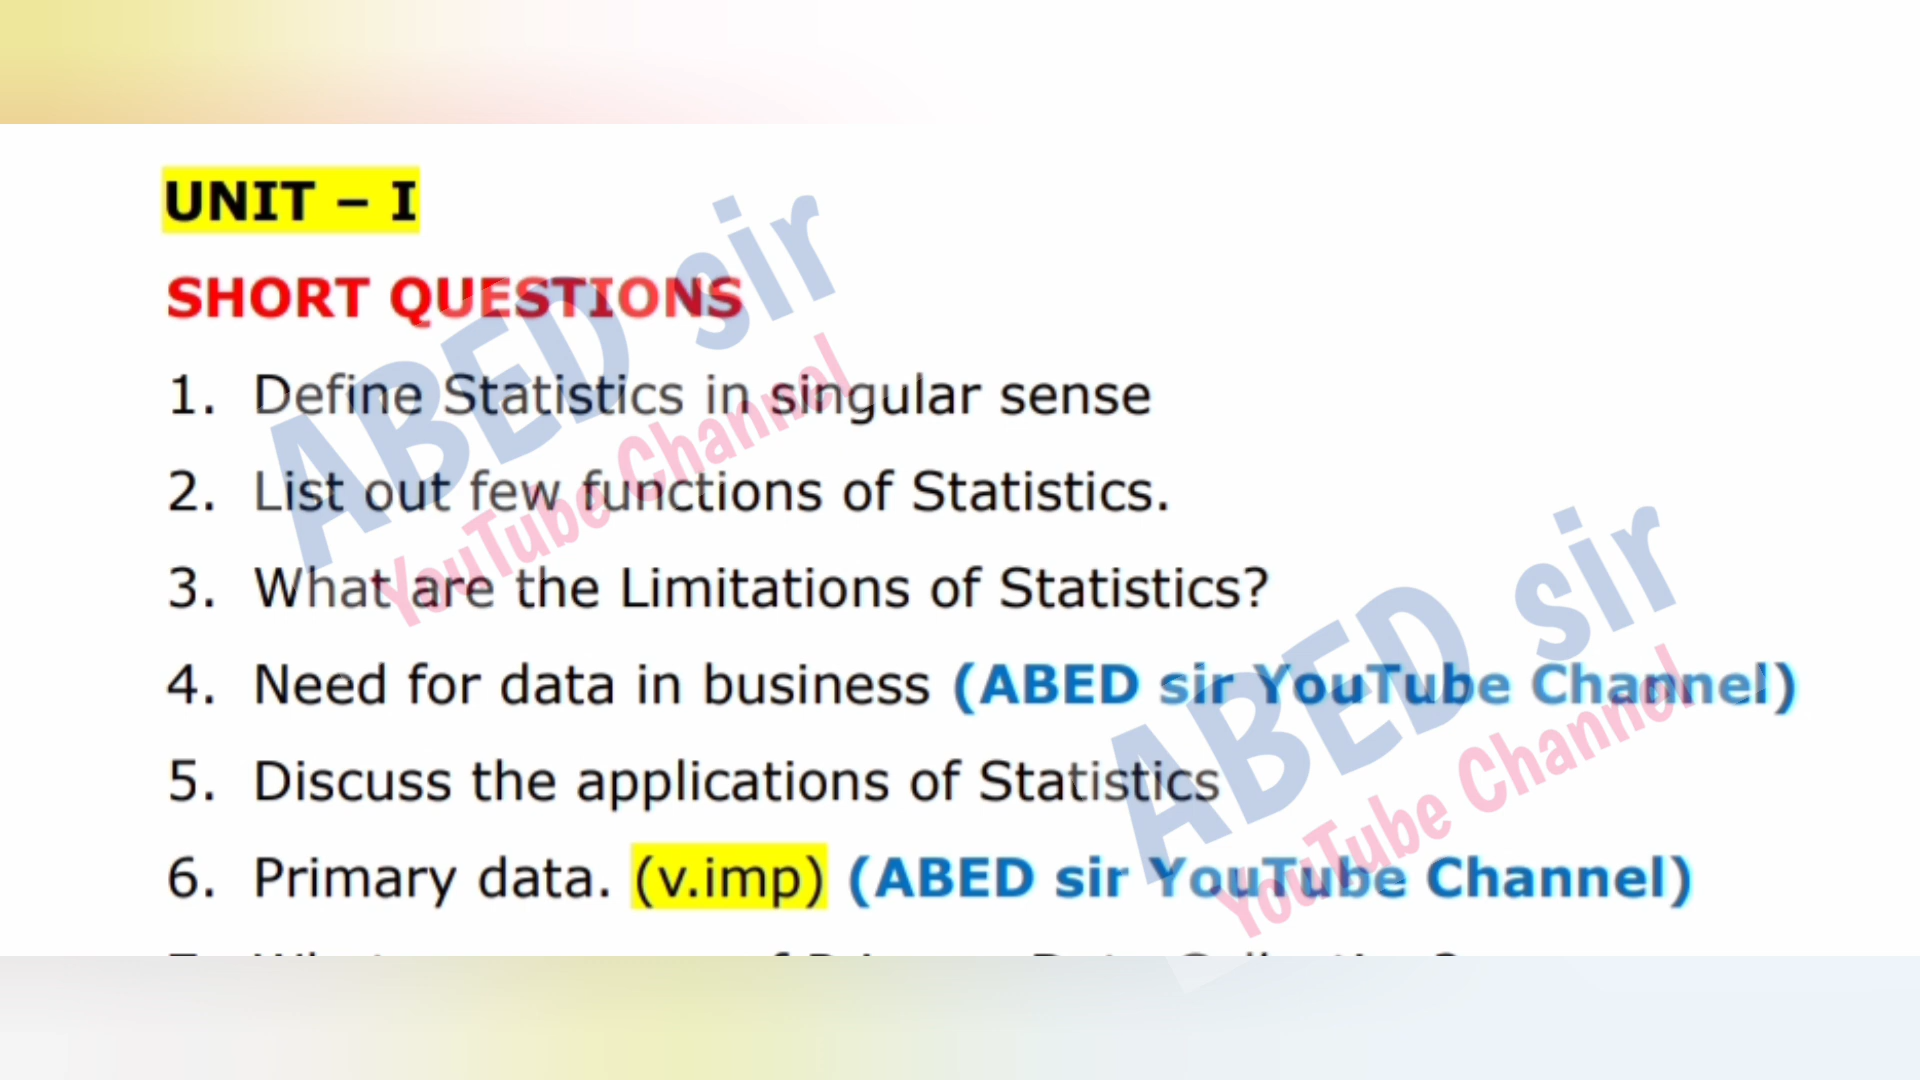 UNIT – I
SHORT QUESTIONS
1. Define Statistics in singular sense
2. List out few functions of Statistics.
3. What are the Limitations of Statistics?
4. Need for data in business (ABED sir YouTube Channel)
5. Discuss the applications of Statistics
6. Primary data. (v.imp) (ABED sir YouTube Channel)
ABED sir
YouTube Channel
ABED sir
YouTube Channel